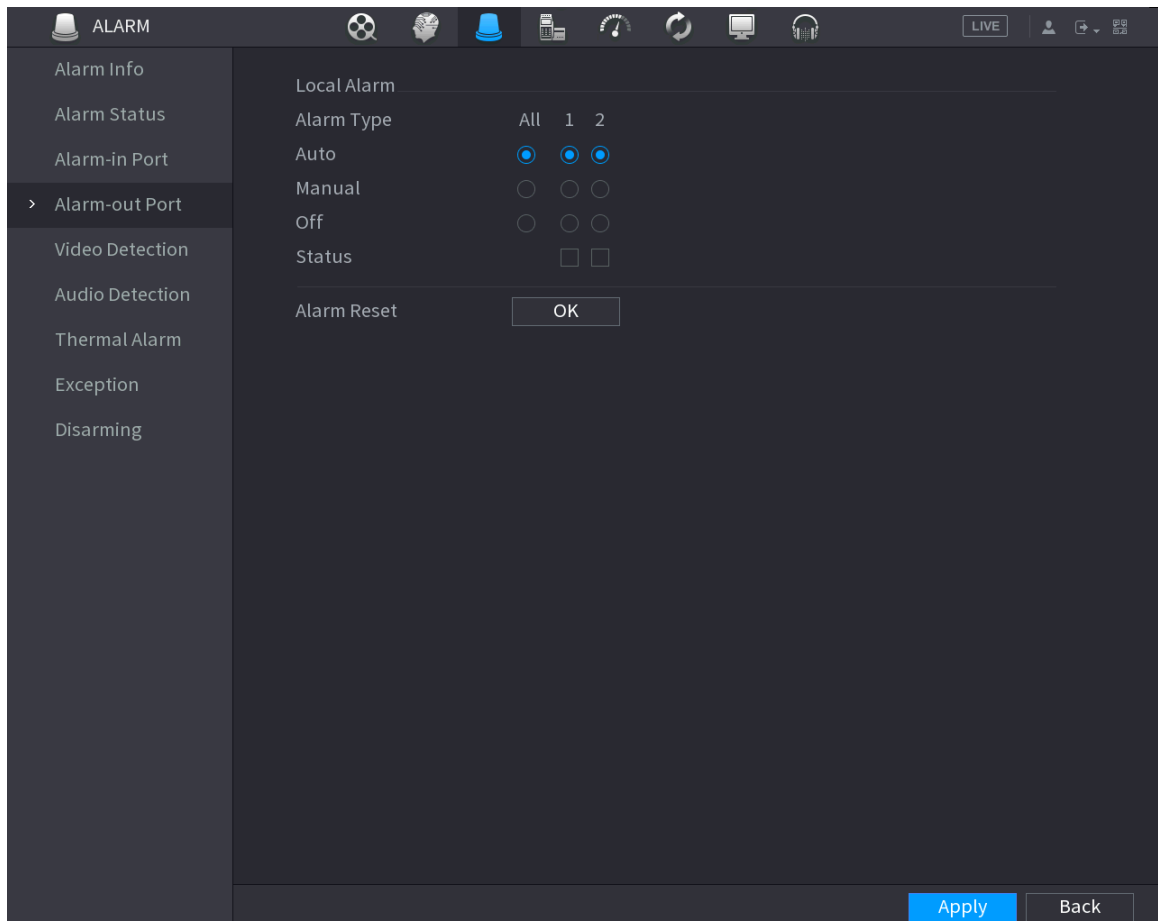 ALARM
LIVE
Alarm Info
Alarm Status
Alarm-in Port
Alarm-out Port
Video Detection
Audio Detection
Thermal Alarm
Exception
Disarming
Local Alarm
Alarm Type All 1 2
Auto
Manual
Off
Status
Alarm Reset OK
Apply Back